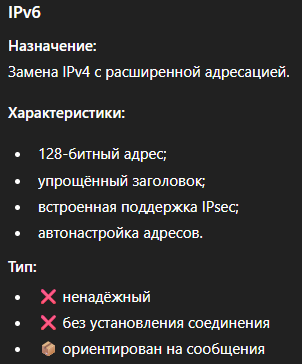 IPv6
Назначение:
Замена IPv4 с расширенной адресацией.
Характеристики:
• 128-битный адрес;
• упрощённый заголовок;
• встроенная поддержка IPsec;
• автонастройка адресов.
Тип:
• ❌ ненадёжный
• ❌ без установления соединения
• 📦 ориентирован на сообщения